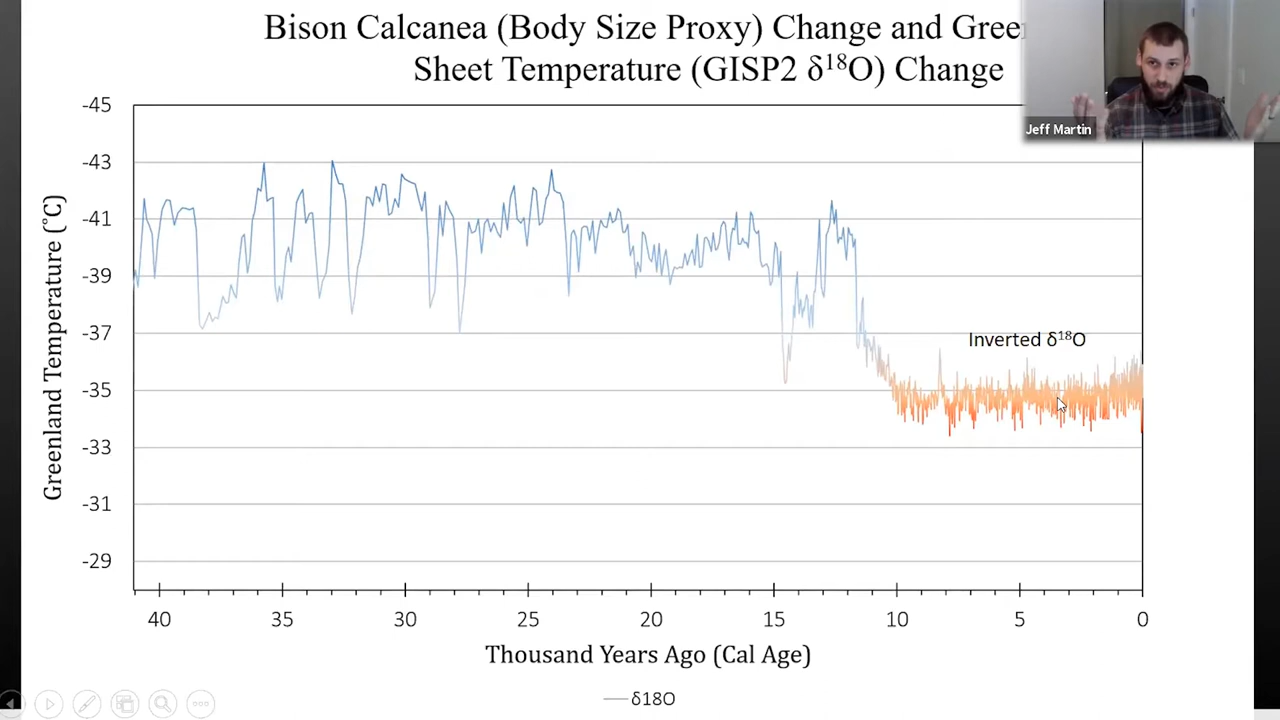 Bison Calcanea (Body Size Proxy) Change and
Sheet Temperature (GISP2 δ¹⁸O) Change
Jeff Martin
-45
-43
-41
-39
-37
-35
-33
-31
-29
Greenland Temperature (˚C)
Inverted δ¹⁸O
40 35 30 25 20 15 10 5 0
Thousand Years Ago (Cal Age)
δ18O